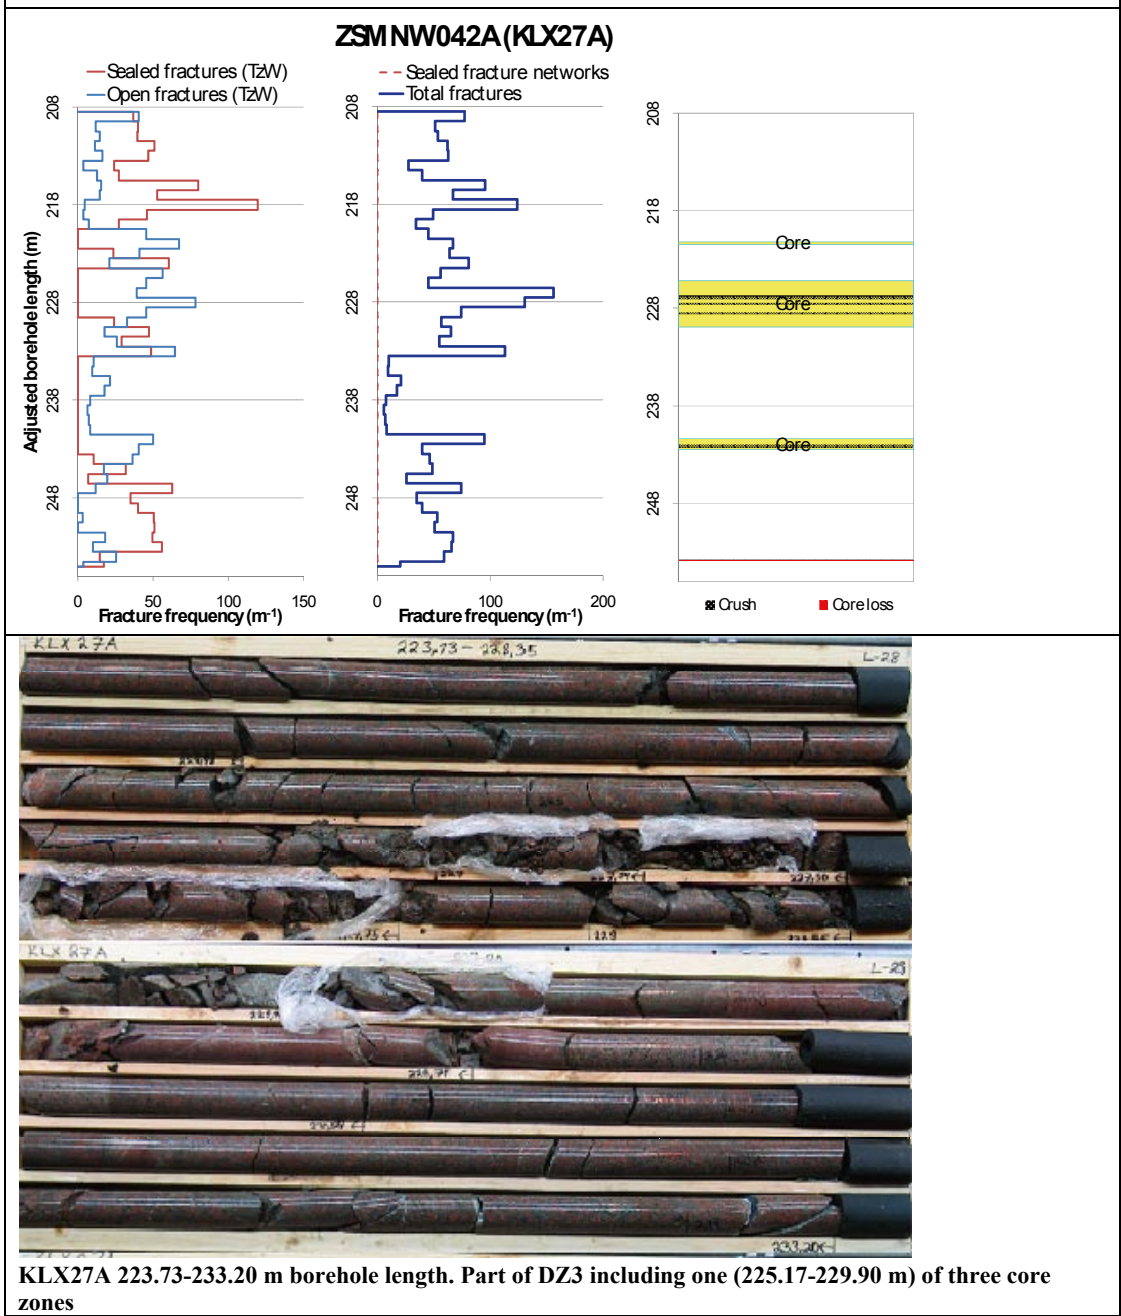 ZSMNW042A (KLX27A)
Sealed fractures (TzW)
Open fractures (TzW)
Sealed fracture networks
Total fractures
208
218
228
238
248
Adjusted borehole length (m)
0 50 100 150
Fracture frequency (m-1)
208
218
228
238
248
0 100 200
Fracture frequency (m-1)
208
218
228
238
248
Core
Core
Core
Crush
Core loss
KLX 27A
223,73 – 228,35
L-28
229
KLX 27A
L-29
233,20
KLX27A 223.73-233.20 m borehole length. Part of DZ3 including one (225.17-229.90 m) of three core
zones